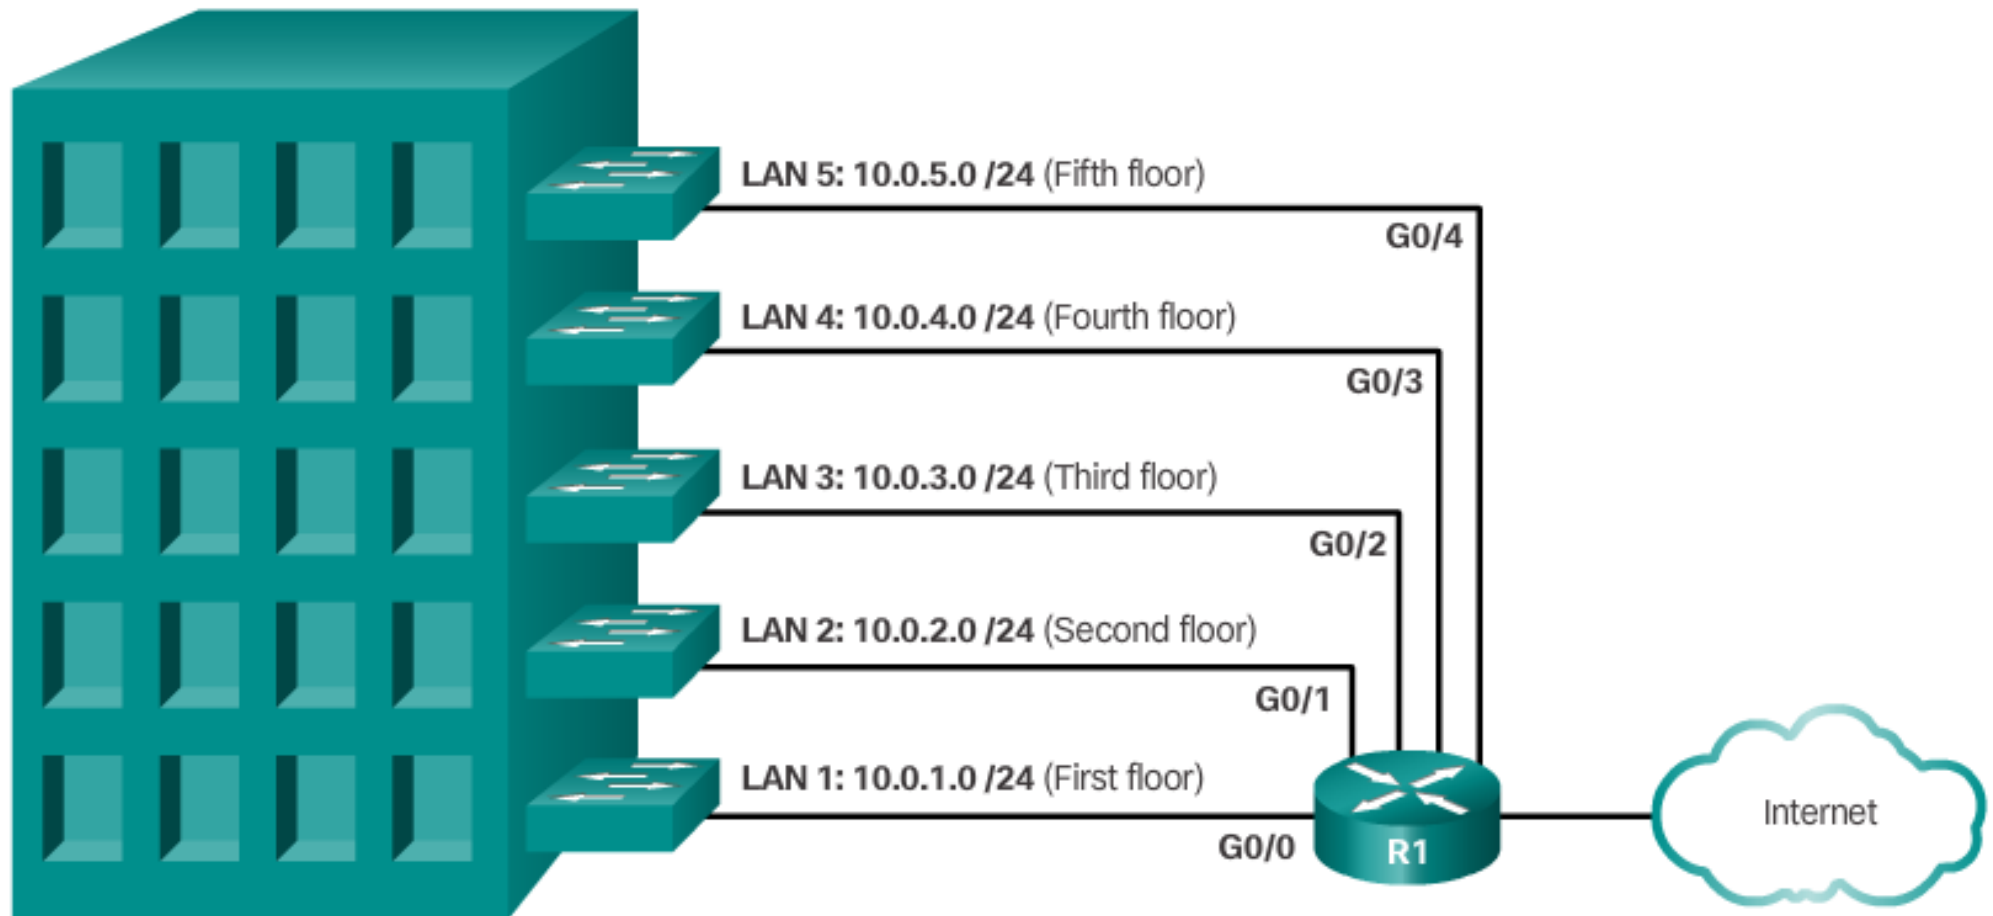 LAN 5: 10.0.5.0 /24 (Fifth floor)
G0/4
LAN 4: 10.0.4.0 /24 (Fourth floor)
G0/3
LAN 3: 10.0.3.0 /24 (Third floor)
G0/2
LAN 2: 10.0.2.0 /24 (Second floor)
G0/1
LAN 1: 10.0.1.0 /24 (First floor)
G0/0
R1
Internet